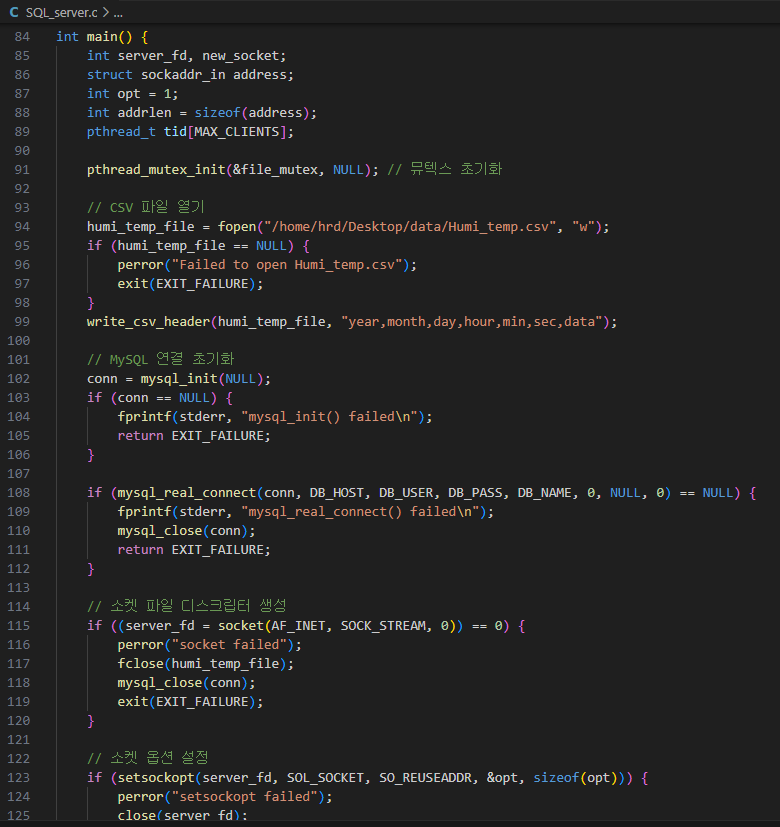 C SQL_server.c > ...
84 int main() {
85     int server_fd, new_socket;
86     struct sockaddr_in address;
87     int opt = 1;
88     int addrlen = sizeof(address);
89     pthread_t tid[MAX_CLIENTS];
90
91     pthread_mutex_init(&file_mutex, NULL); // 뮤텍스 초기화
92
93     // CSV 파일 열기
94     humi_temp_file = fopen("/home/hrd/Desktop/data/Humi_temp.csv", "w");
95     if (humi_temp_file == NULL) {
96         perror("Failed to open Humi_temp.csv");
97         exit(EXIT_FAILURE);
98     }
99     write_csv_header(humi_temp_file, "year,month,day,hour,min,sec,data");
100
101     // MySQL 연결 초기화
102     conn = mysql_init(NULL);
103     if (conn == NULL) {
104         fprintf(stderr, "mysql_init() failed\n");
105         return EXIT_FAILURE;
106     }
107
108     if (mysql_real_connect(conn, DB_HOST, DB_USER, DB_PASS, DB_NAME, 0, NULL, 0) == NULL) {
109         fprintf(stderr, "mysql_real_connect() failed\n");
110         mysql_close(conn);
111         return EXIT_FAILURE;
112     }
113
114     // 소켓 파일 디스크립터 생성
115     if ((server_fd = socket(AF_INET, SOCK_STREAM, 0)) == 0) {
116         perror("socket failed");
117         fclose(humi_temp_file);
118         mysql_close(conn);
119         exit(EXIT_FAILURE);
120     }
121
122     // 소켓 옵션 설정
123     if (setsockopt(server_fd, SOL_SOCKET, SO_REUSEADDR, &opt, sizeof(opt))) {
124         perror("setsockopt failed");
125         close(server_fd);